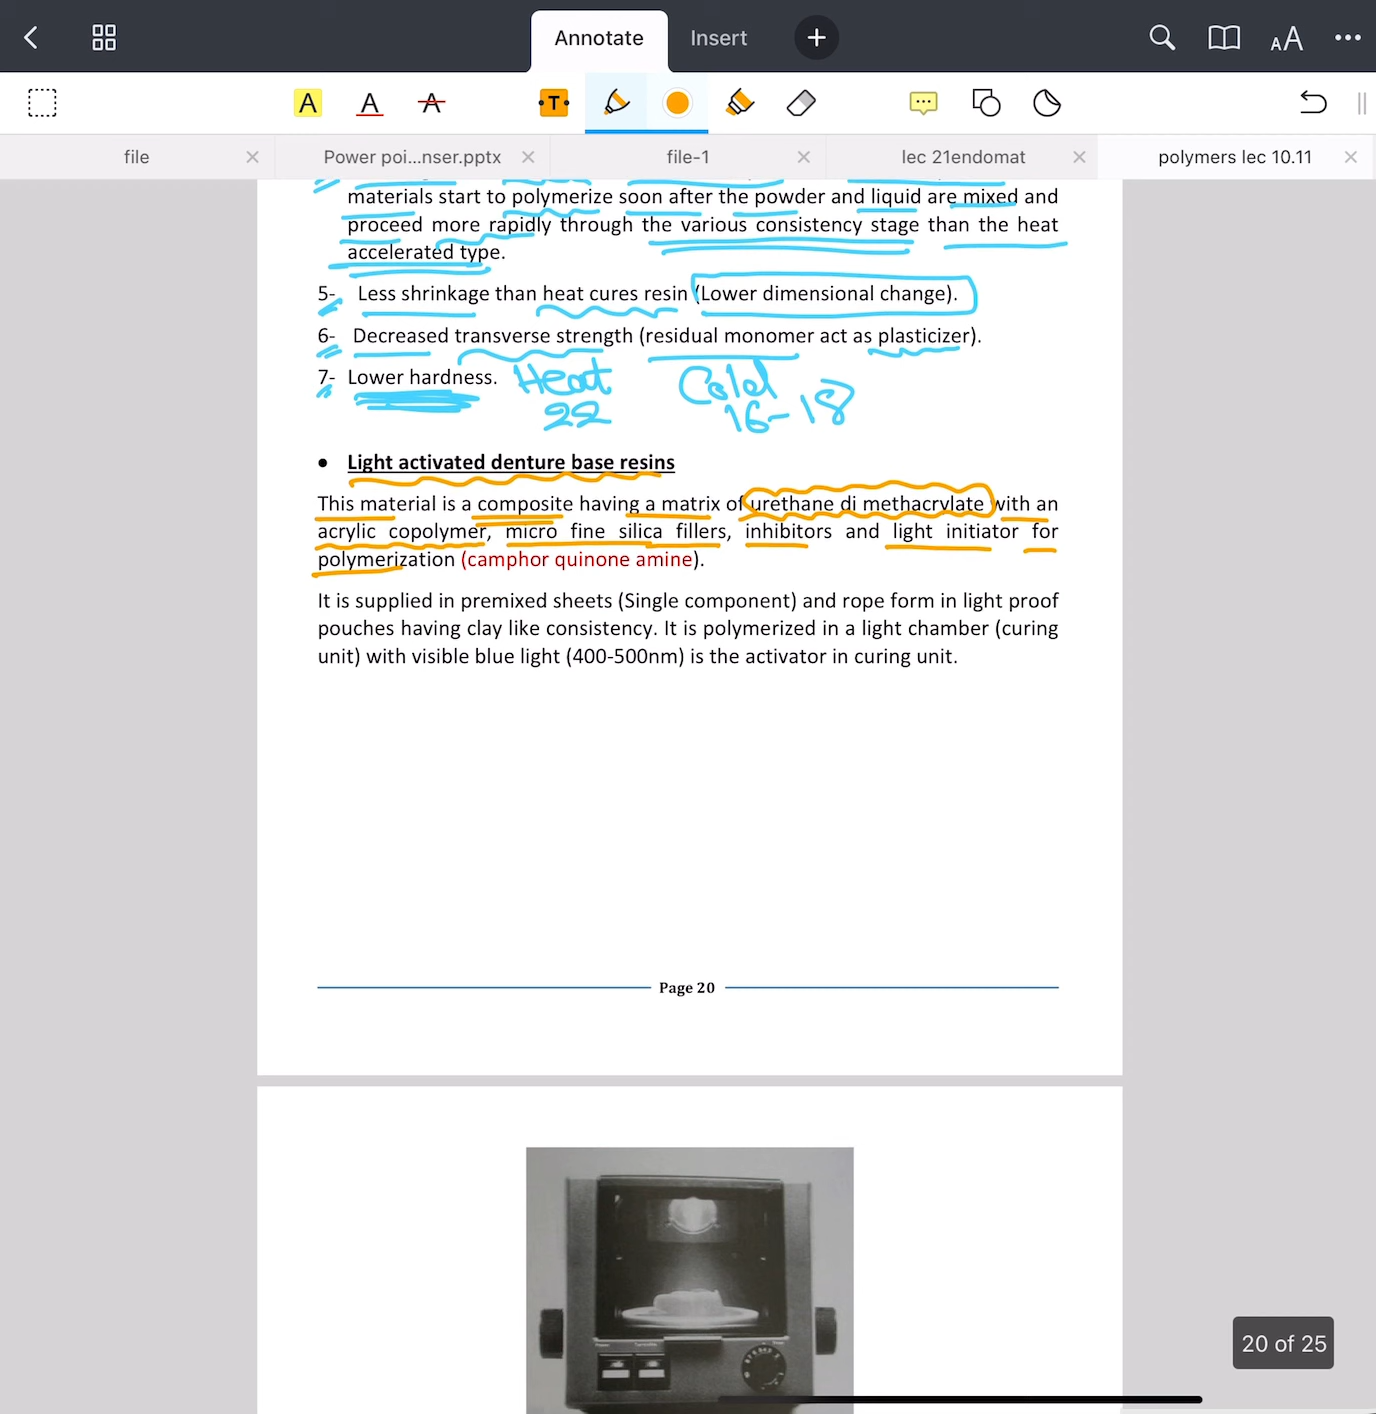 Annotate
Insert
file
Power poi...nser.pptx
file-1
lec 21endomat
polymers lec 10.11
materials start to polymerize soon after the powder and liquid are mixed and
proceed more rapidly through the various consistency stage than the heat
accelerated type.
5- Less shrinkage than heat cures resin (Lower dimensional change).
6- Decreased transverse strength (residual monomer act as plasticizer).
7- Lower hardness. Heat Cold
22 16-18
• Light activated denture base resins
This material is a composite having a matrix of urethane di methacrylate with an
acrylic copolymer, micro fine silica fillers, inhibitors and light initiator for
polymerization (camphor quinone amine).
It is supplied in premixed sheets (Single component) and rope form in light proof
pouches having clay like consistency. It is polymerized in a light chamber (curing
unit) with visible blue light (400-500nm) is the activator in curing unit.
Page 20
20 of 25